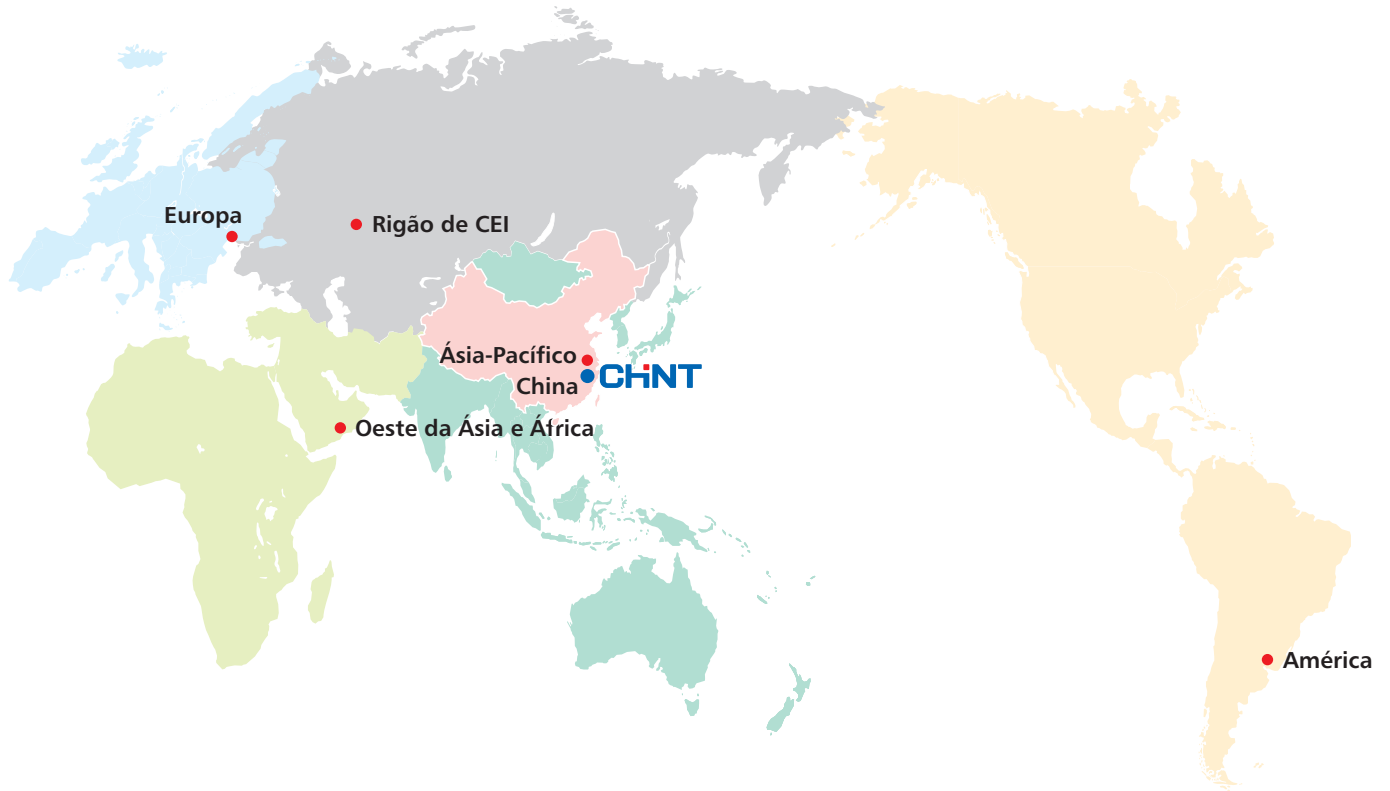 Europa
Rigão de CEI
Ásia-Pacífico
CHNT
China
Oeste da Ásia e África
América